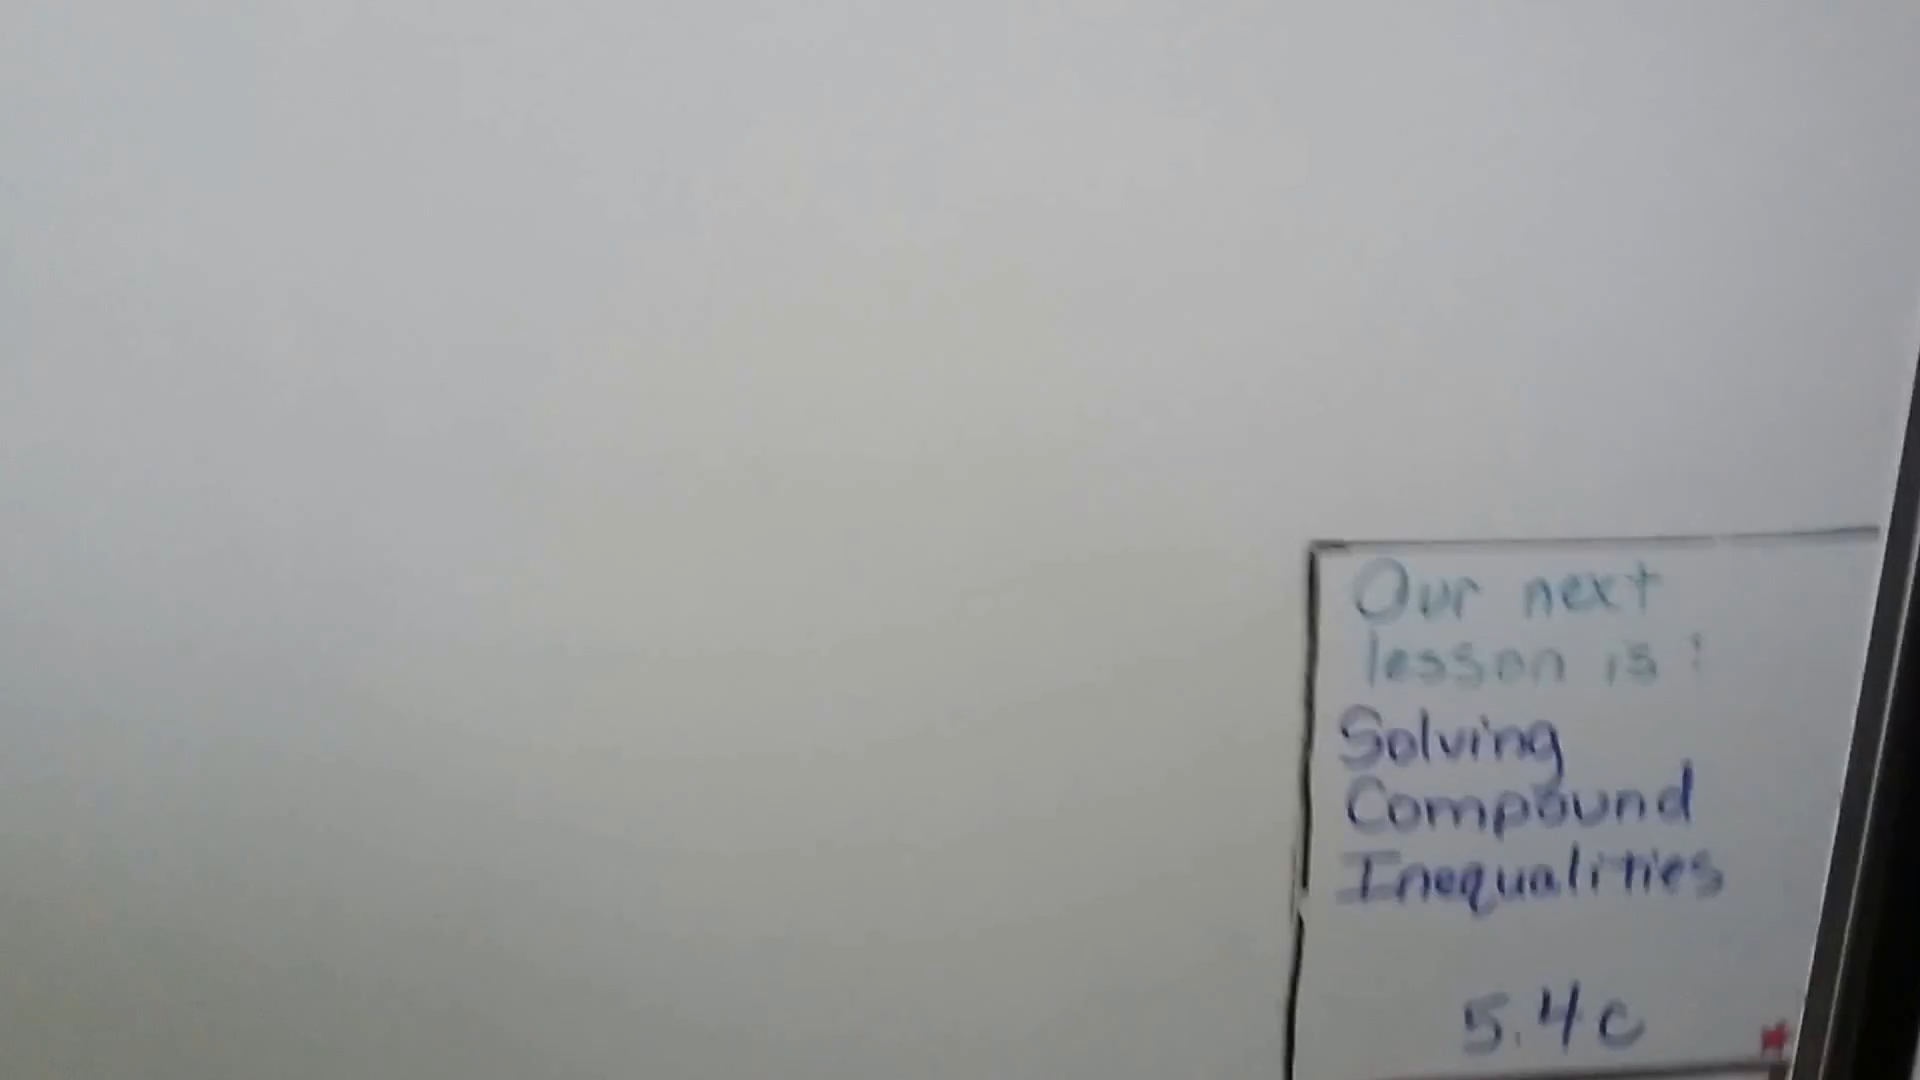 Our next
lesson is:
Solving
Compound
Inequalities
5.4c